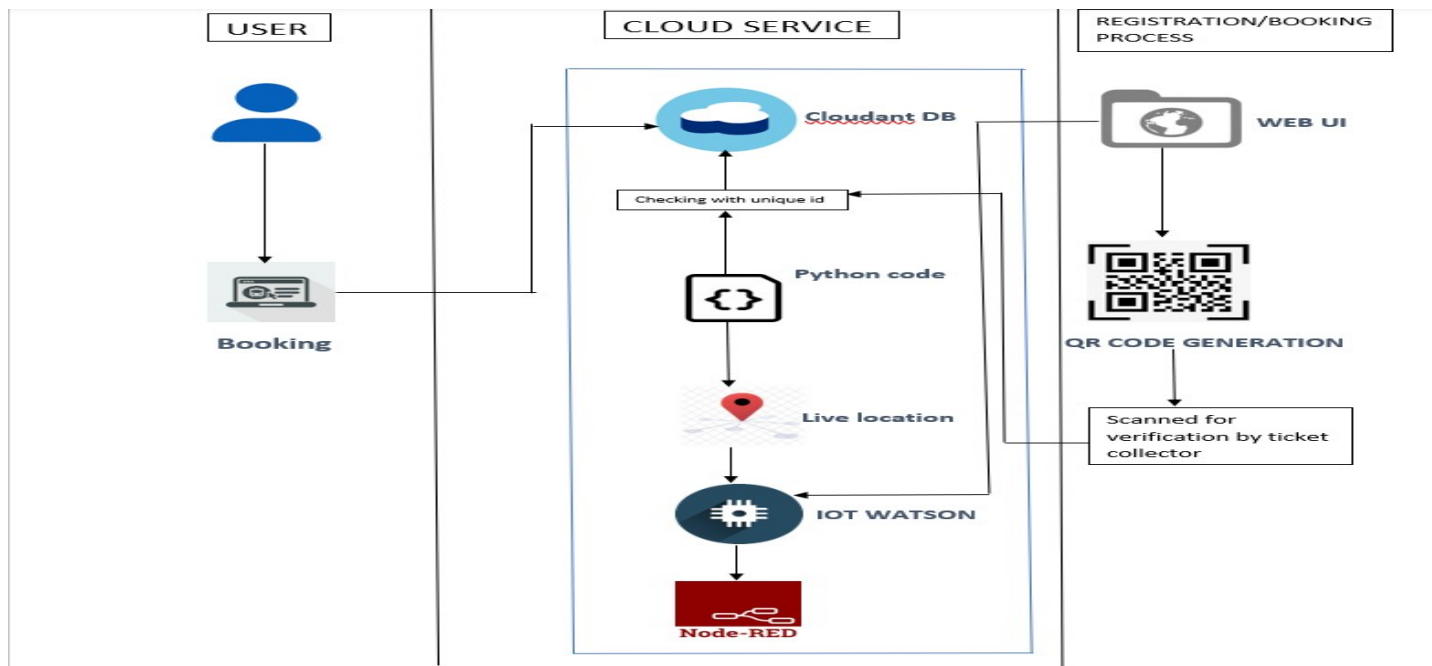 USER
CLOUD SERVICE
REGISTRATION/BOOKING
PROCESS
Cloudant DB
WEB UI
Checking with unique id
Python code
Booking
QR CODE GENERATION
Live location
Scanned for
verification by ticket
collector
IOT WATSON
Node-RED